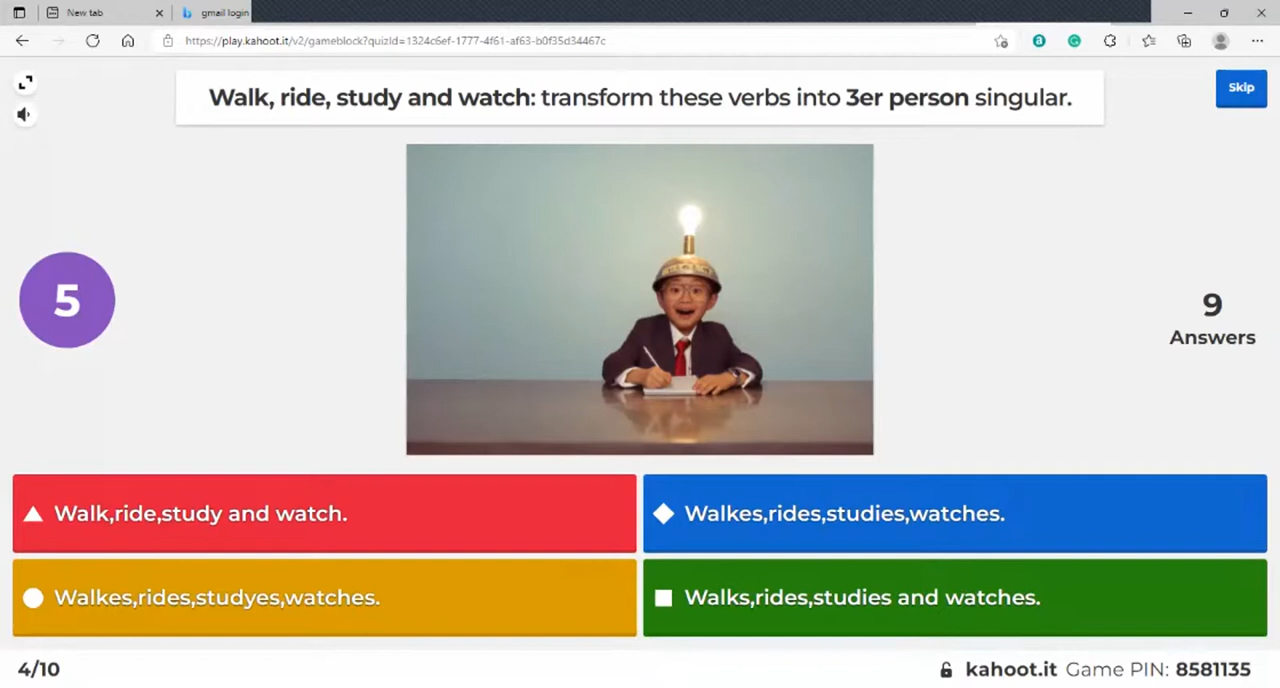 New tab
gmail login
https://play.kahoot.it/v2/gameblock?quizId=1324c6ef-1777-4f61-af63-b0f35d34467c
Walk, ride, study and watch: transform these verbs into 3er person singular.
Skip
5
9
Answers
Walk,ride,study and watch.
Walkes,rides,studies,watches.
Walkes,rides,studyes,watches.
Walks,rides,studies and watches.
4/10
kahoot.it Game PIN: 8581135